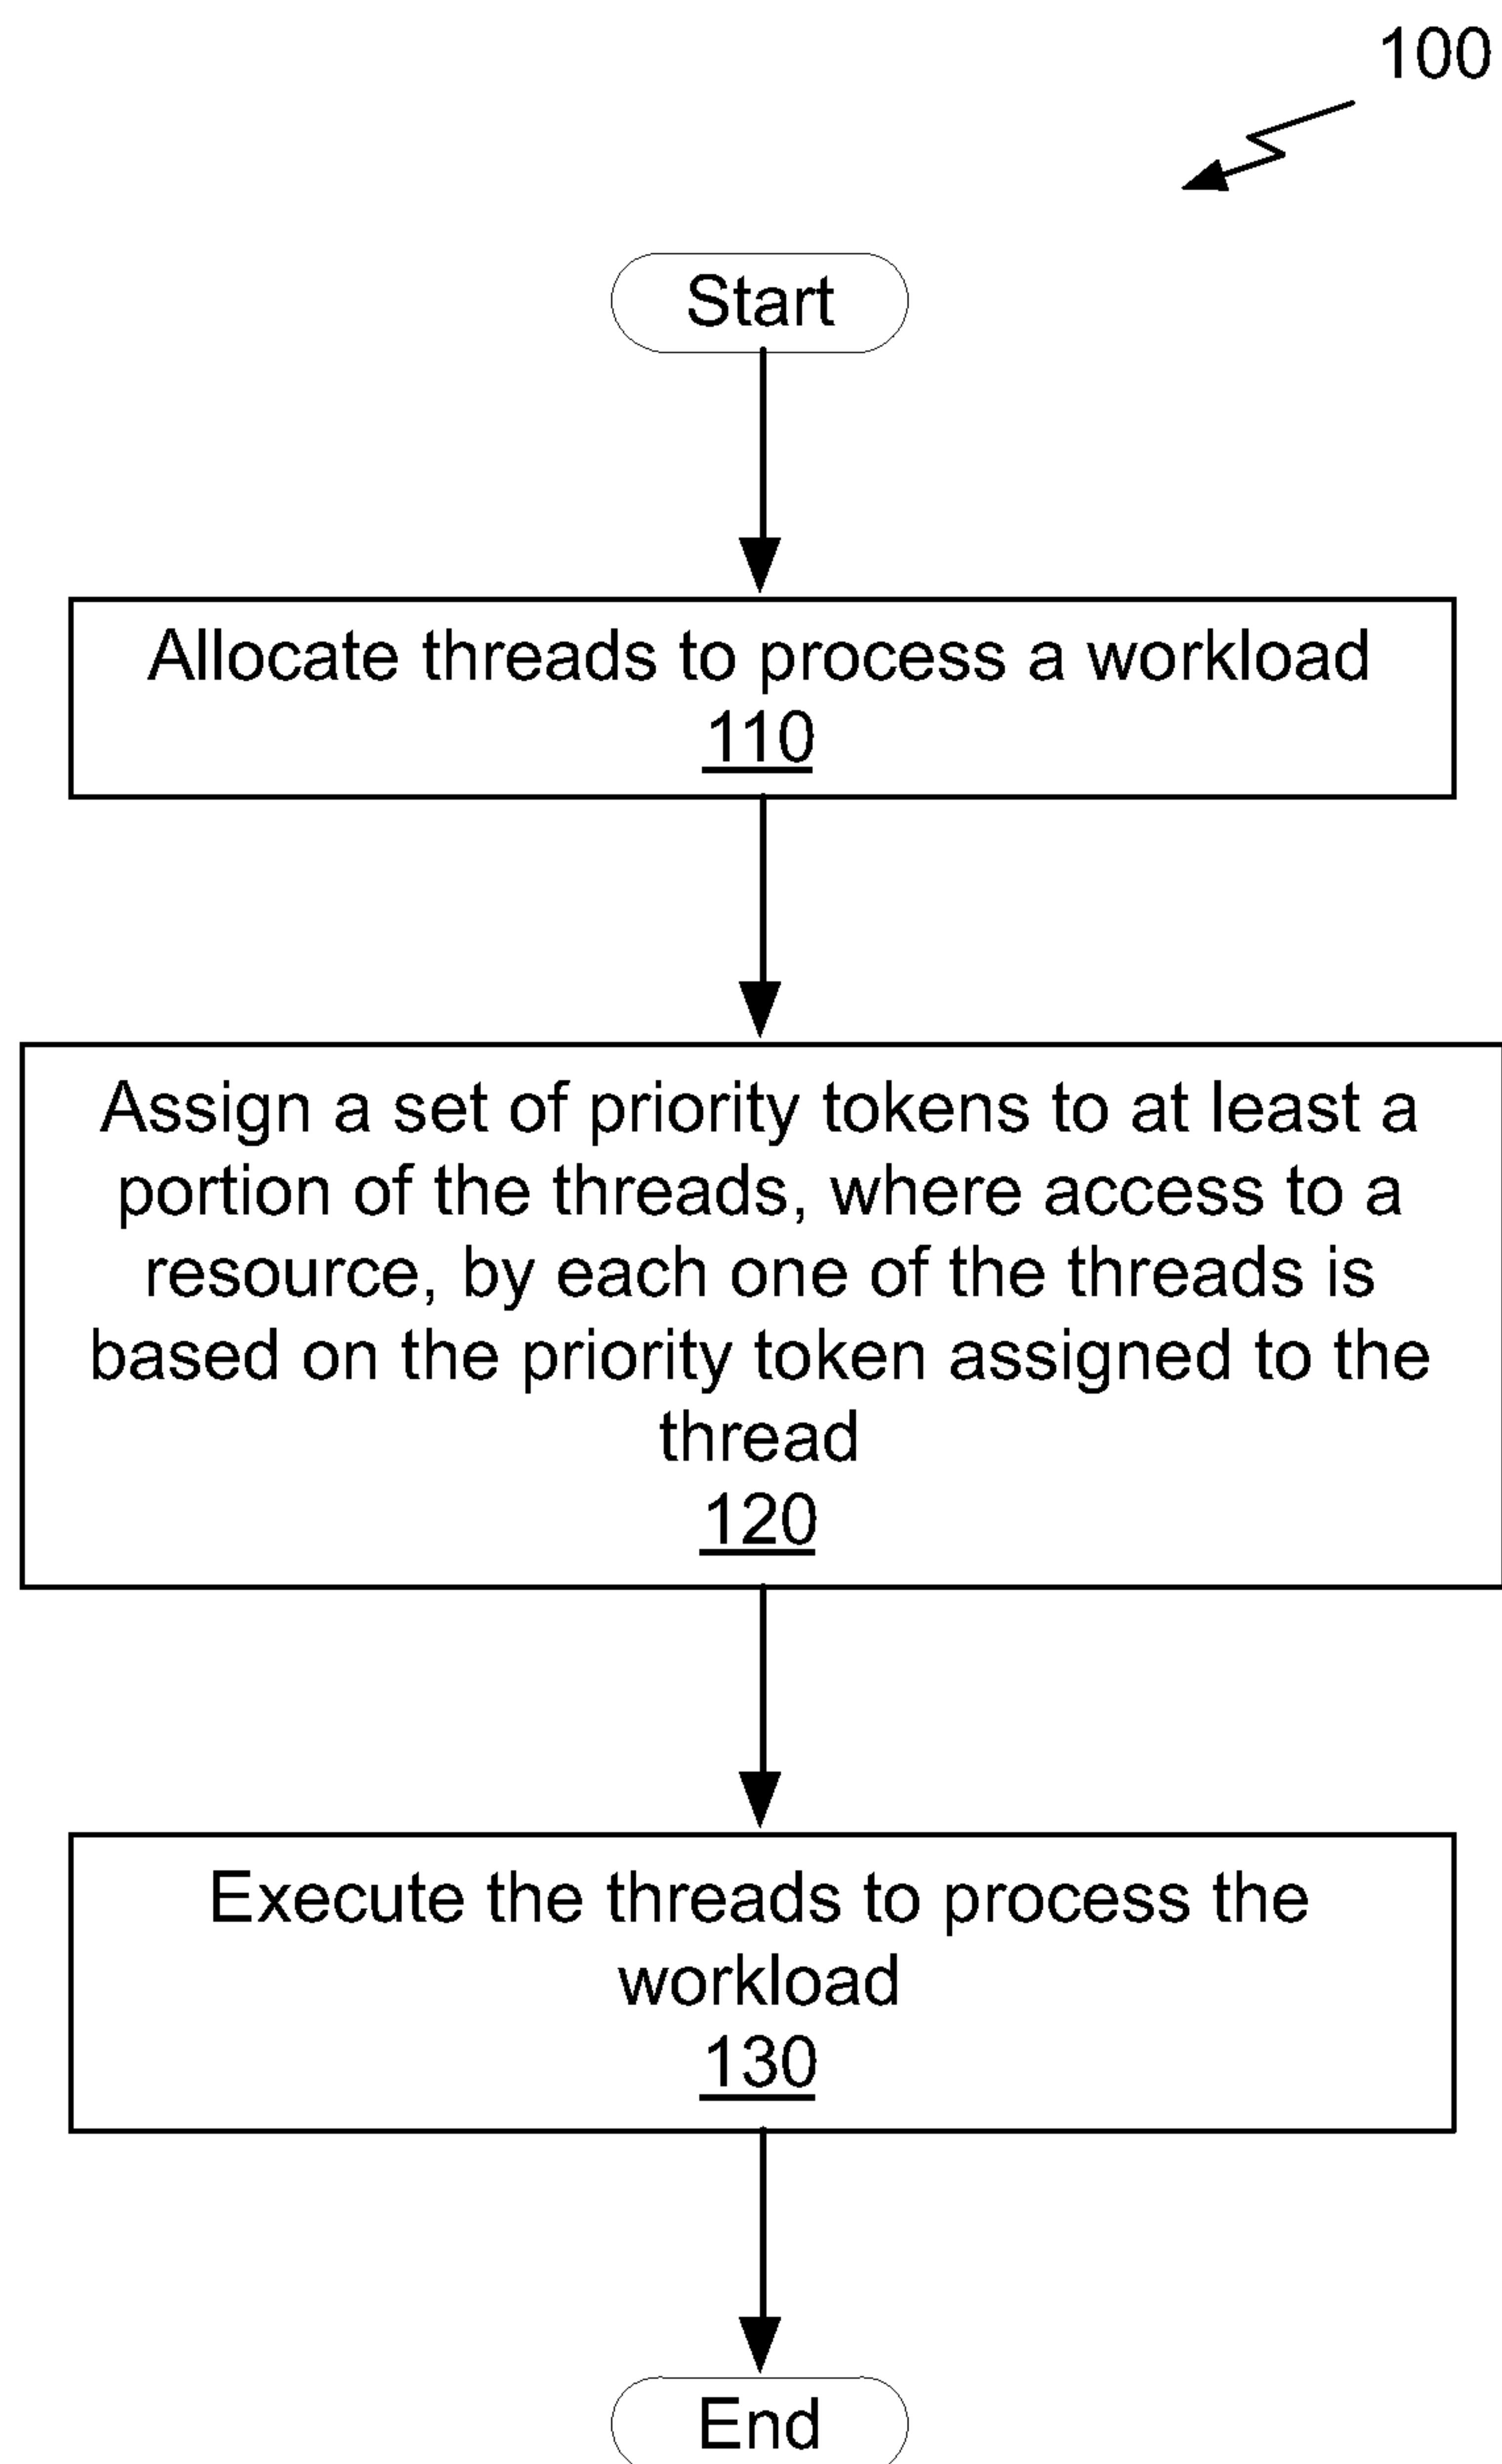 100
Start
Allocate threads to process a workload
110
Assign a set of priority tokens to at least a
portion of the threads, where access to a
resource, by each one of the threads is
based on the priority token assigned to the
thread
120
Execute the threads to process the
workload
130
End